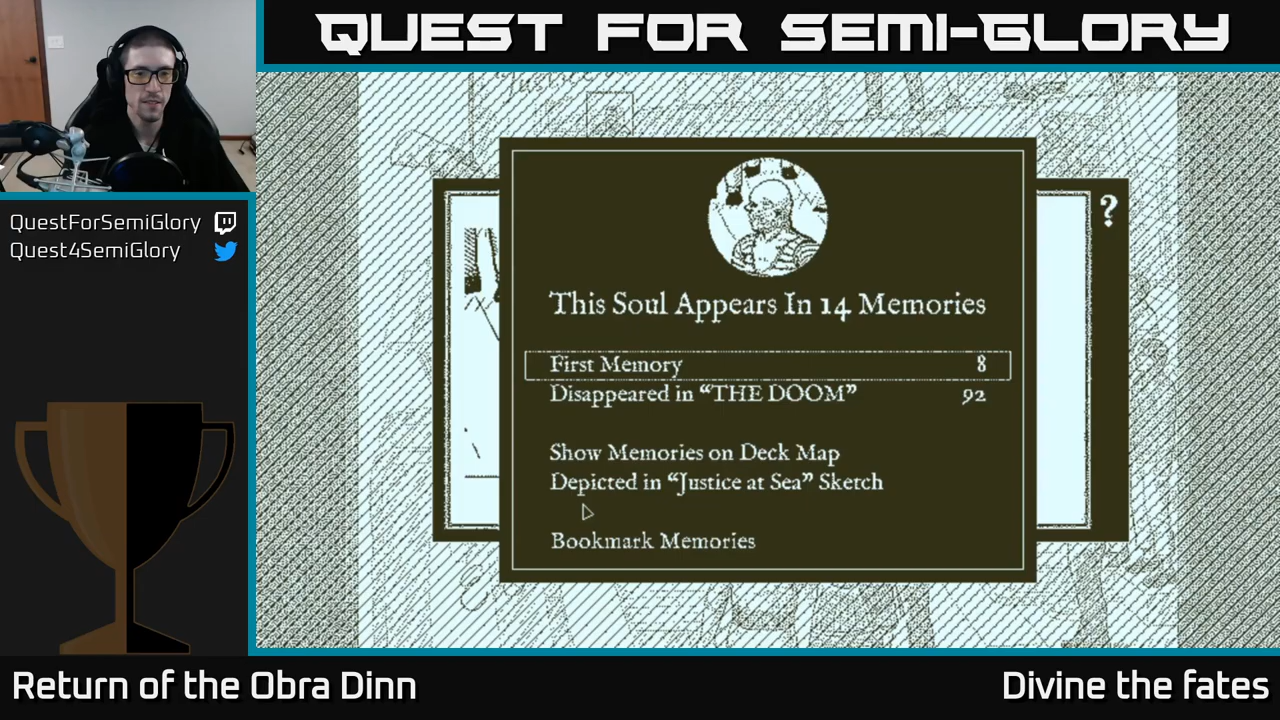 QUEST FOR SEMI-GLORY
QuestForSemiGlory
Quest4SemiGlory
?
This Soul Appears In 14 Memories
First Memory 8
Disappeared in “THE DOOM” 92
Show Memories on Deck Map
Depicted in “Justice at Sea” Sketch
Bookmark Memories
Return of the Obra Dinn
Divine the fates